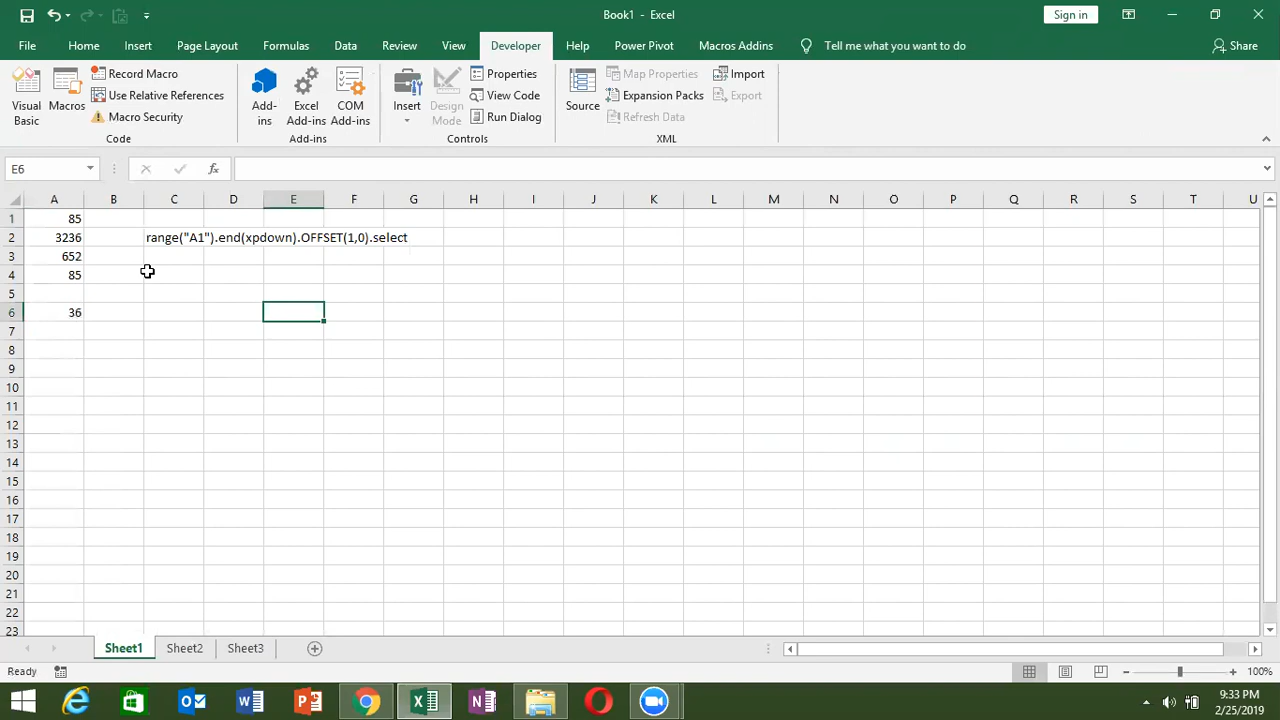 Book1 - Excel
Sign in
File Home Insert Page Layout Formulas Data Review View Developer Help Power Pivot Macros Addins Tell me what you want to do Share
Visual Basic
Macros
Record Macro
Use Relative References
Macro Security
Code
Add-ins
Excel Add-ins
COM Add-ins
Add-ins
Insert
Design Mode
Properties
View Code
Run Dialog
Controls
Source
Map Properties
Expansion Packs
Refresh Data
Import
Export
XML
E6 fx
A B C D E F G H I J K L M N O P Q R S T U
1 85
2 3236 range("A1").end(xpdown).OFFSET(1,0).select
3 652
4 85
5
6 36
7
8
9
10
11
12
13
14
15
16
17
18
19
20
21
22
23
Sheet1 Sheet2 Sheet3
Ready 100%
9:33 PM
2/25/2019